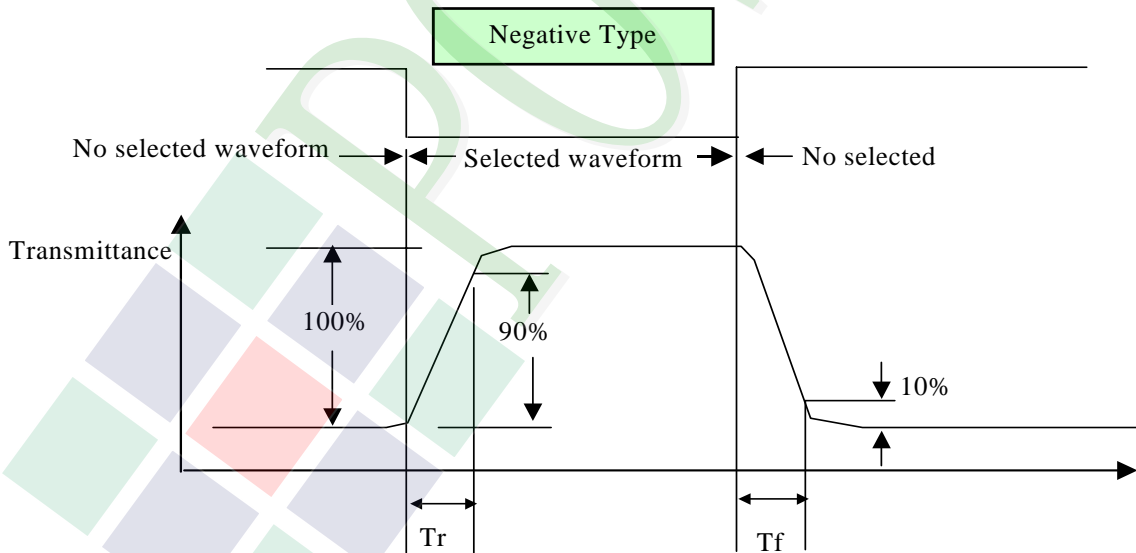 Negative Type
No selected waveform
Selected waveform
No selected
Transmittance
100%
90%
10%
Tr
Tf